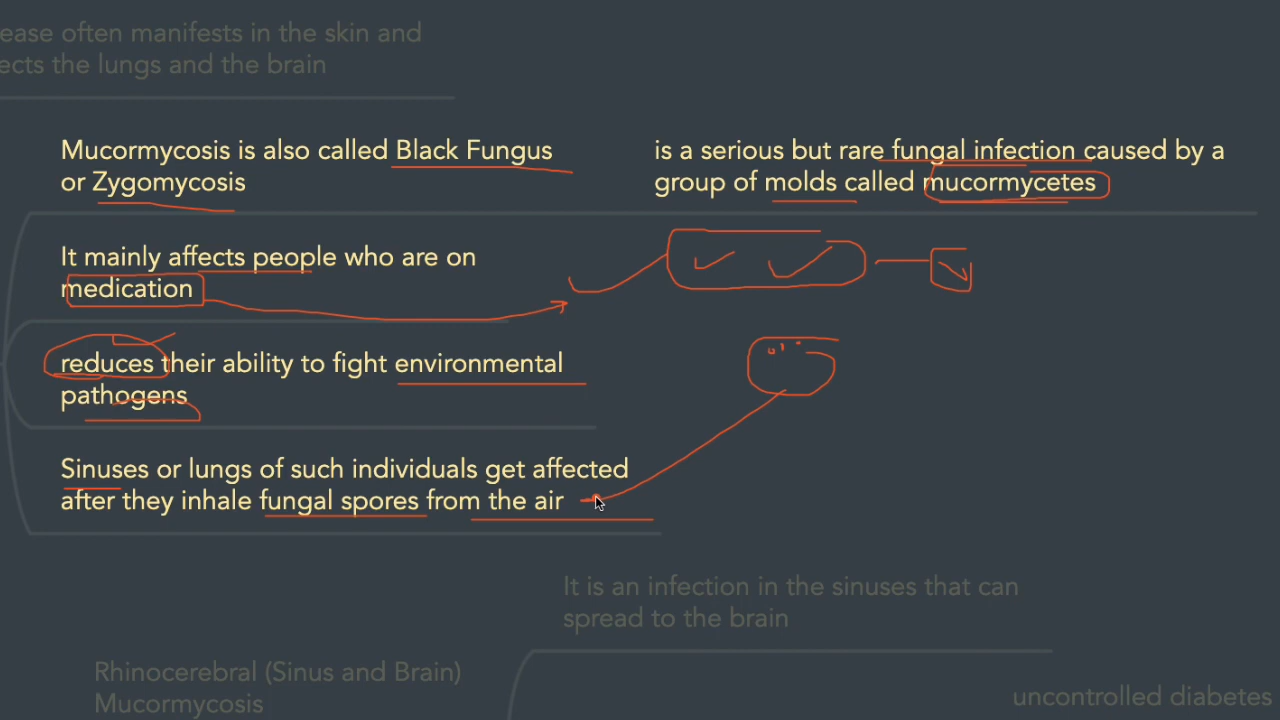 ease often manifests in the skin and
ects the lungs and the brain
Mucormycosis is also called Black Fungus
or Zygomycosis
is a serious but rare fungal infection caused by a
group of molds called mucormycetes
It mainly affects people who are on
medication
reduces their ability to fight environmental
pathogens
Sinuses or lungs of such individuals get affected
after they inhale fungal spores from the air
It is an infection in the sinuses that can
spread to the brain
Rhinocerebral (Sinus and Brain)
Mucormycosis
uncontrolled diabetes